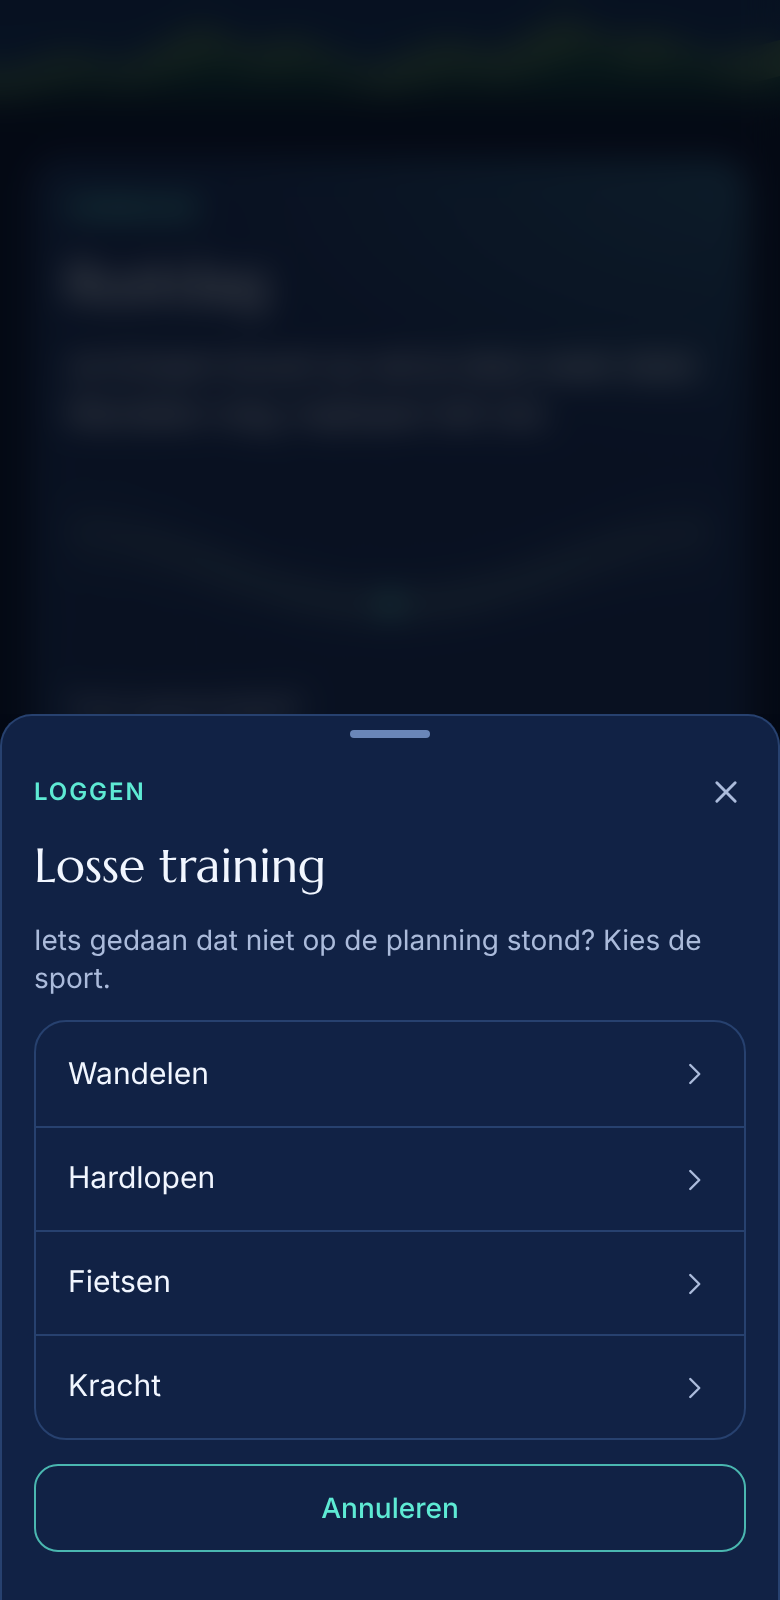 LOGGEN
Losse training
Iets gedaan dat niet op de planning stond? Kies de
sport.
Wandelen
Hardlopen
Fietsen
Kracht
Annuleren